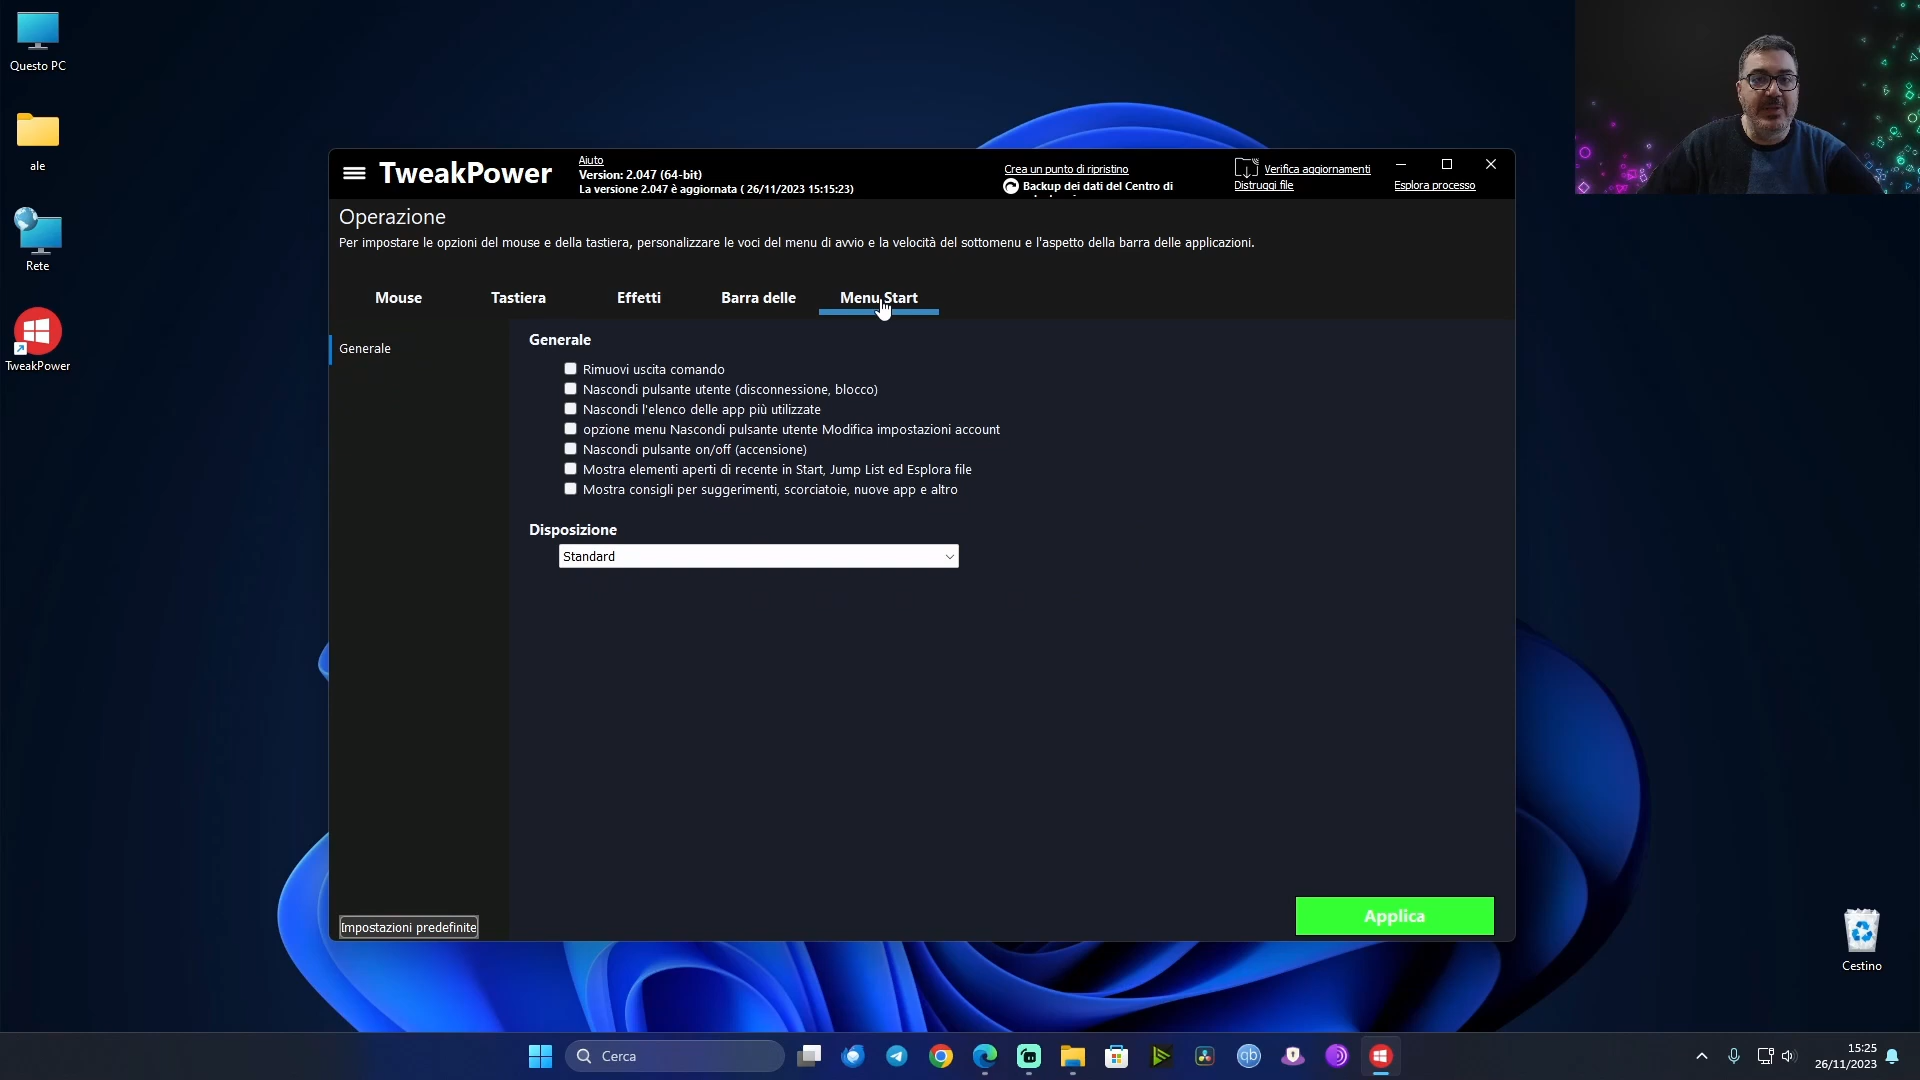 Questo PC
ale
Rete
TweakPower
TweakPower
Aiuto
Version: 2.047 (64-bit)
La versione 2.047 è aggiornata ( 26/11/2023 15:15:23)
Crea un punto di ripristino
Backup dei dati del Centro di
Verifica aggiornamenti
Distruggi file
Esplora processo
Operazione
Per impostare le opzioni del mouse e della tastiera, personalizzare le voci del menu di avvio e la velocità del sottomenu e l'aspetto della barra delle applicazioni.
Mouse
Tastiera
Effetti
Barra delle
Menu Start
Generale
Generale
Rimuovi uscita comando
Nascondi pulsante utente (disconnessione, blocco)
Nascondi l'elenco delle app più utilizzate
opzione menu Nascondi pulsante utente Modifica impostazioni account
Nascondi pulsante on/off (accensione)
Mostra elementi aperti di recente in Start, Jump List ed Esplora file
Mostra consigli per suggerimenti, scorciatoie, nuove app e altro
Disposizione
Standard
Impostazioni predefinite
Applica
Cestino
Cerca
qb
15:25
26/11/2023